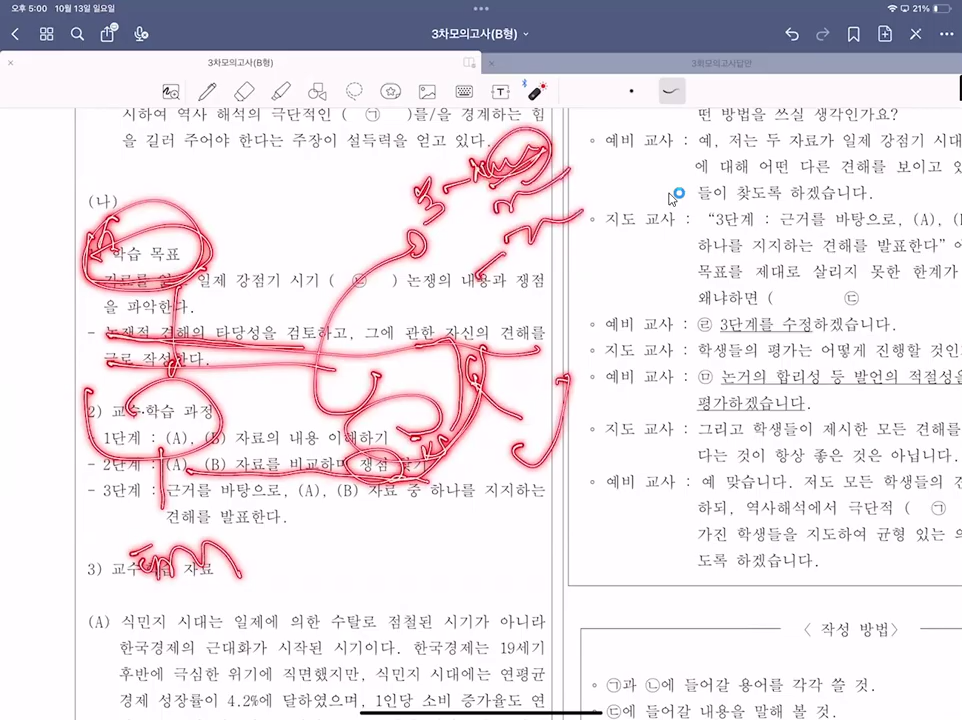 오후 5:00 10월 13일 일요일
21%
3차모의고사(B형)
3차모의고사(B형)
3회모의고사답안
시하여 역사 해석의 극단적인 ( ㉠ )를/을 경계하는 힘
을 길러 주어야 한다는 주장이 설득력을 얻고 있다.
(나)
학습 목표
일제 강점기 시기 ( ㉡ ) 논쟁의 내용과 쟁점
을 파악한다.
- 논쟁적 견해의 타당성을 검토하고, 그에 관한 자신의 견해를
글로 작성한다.
2) 교수·학습 과정
1단계 : (A), (B) 자료의 내용 이해하기
- 2단계 : (A), (B) 자료를 비교하며 쟁점 찾기
- 3단계 : 근거를 바탕으로, (A), (B) 자료 중 하나를 지지하는
견해를 발표한다.
3) 교수 자료
(A) 식민지 시대는 일제에 의한 수탈로 점철된 시기가 아니라
한국경제의 근대화가 시작된 시기이다. 한국경제는 19세기
후반에 극심한 위기에 직면했지만, 식민지 시대에는 연평균
경제 성장률이 4.2%에 달하였으며, 1인당 소비 증가율도 연
떤 방법을 쓰실 생각인가요?
◦ 예비 교사 : 예, 저는 두 자료가 일제 강점기 시대
에 대해 어떤 다른 견해를 보이고 있
들이 찾도록 하겠습니다.
◦ 지도 교사 : “3단계 : 근거를 바탕으로, (A), (
하나를 지지하는 견해를 발표한다”
목표를 제대로 살리지 못한 한계가
왜냐하면 ( ㉢
◦ 예비 교사 : ㉣ 3단계를 수정하겠습니다.
◦ 지도 교사 : 학생들의 평가는 어떻게 진행할 것인
◦ 예비 교사 : ㉤ 논거의 합리성 등 발언의 적절성을
평가하겠습니다.
◦ 지도 교사 : 그리고 학생들이 제시한 모든 견해를
다는 것이 항상 좋은 것은 아닙니다.
◦ 예비 교사 : 예 맞습니다. 저도 모든 학생들의 견
하되, 역사해석에서 극단적 ( ㉠
가진 학생들을 지도하여 균형 있는
도록 하겠습니다.
〈 작성 방법〉
◦ ㉠과 ㉡에 들어갈 용어를 각각 쓸 것.
◦ ㉢에 들어갈 내용을 말해 볼 것.